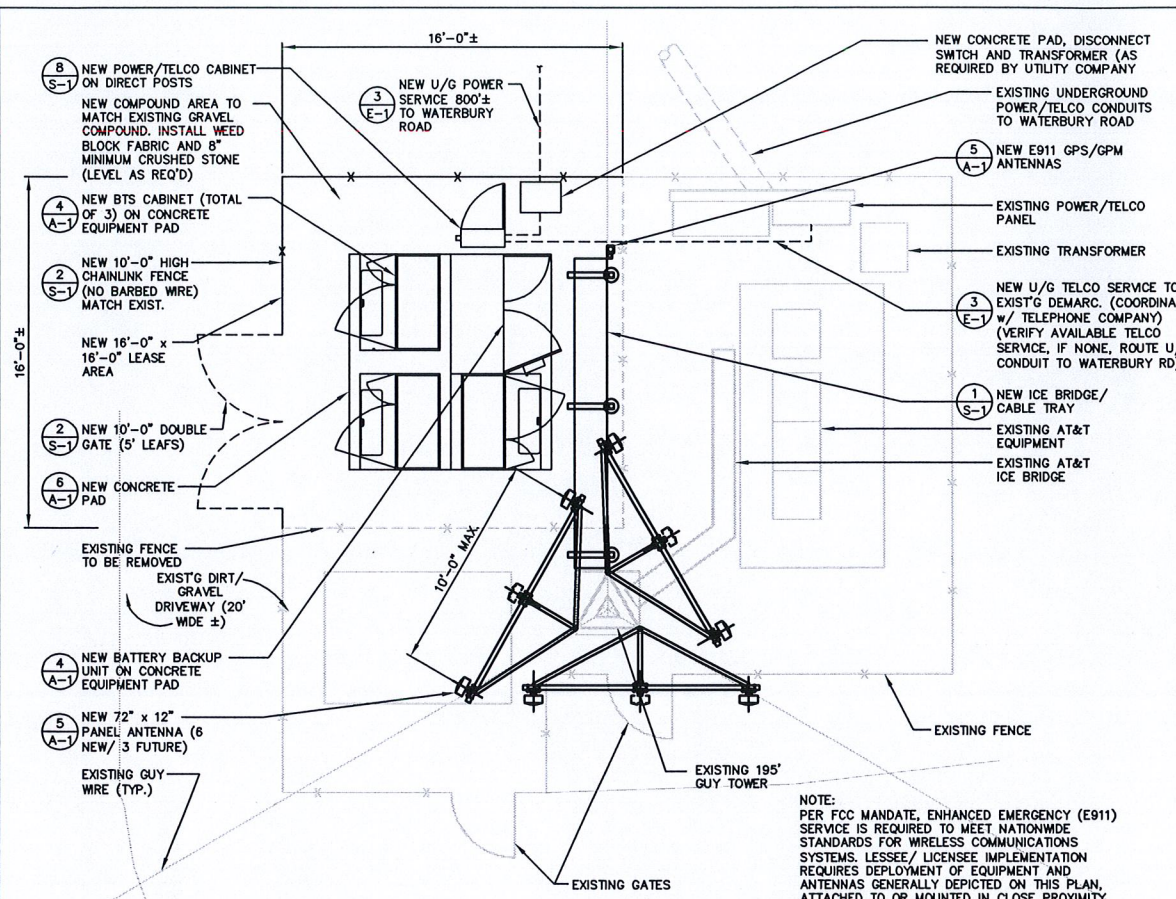 16'-0"±
8
S-1
NEW POWER/TELCO CABINET
ON DIRECT POSTS
NEW COMPOUND AREA TO
MATCH EXISTING GRAVEL
COMPOUND. INSTALL WEED
BLOCK FABRIC AND 8"
MINIMUM CRUSHED STONE
(LEVEL AS REQ'D)
3
E-1
NEW U/G POWER
SERVICE 800'±
TO WATERBURY
ROAD
4
A-1
NEW BTS CABINET (TOTAL
OF 3) ON CONCRETE
EQUIPMENT PAD
2
S-1
NEW 10'-0" HIGH
CHAINLINK FENCE
(NO BARBED WIRE)
MATCH EXIST.
16'-0"±
NEW 16'-0" x
16'-0" LEASE
AREA
2
S-1
NEW 10'-0" DOUBLE
GATE (5' LEAFS)
6
A-1
NEW CONCRETE
PAD
EXISTING FENCE
TO BE REMOVED
EXIST'G DIRT/
GRAVEL
DRIVEWAY (20'
WIDE ±)
10'-0" MAX.
4
A-1
NEW BATTERY BACKUP
UNIT ON CONCRETE
EQUIPMENT PAD
5
A-1
NEW 72" x 12"
PANEL ANTENNA (6
NEW/ 3 FUTURE)
EXISTING GUY
WIRE (TYP.)
NEW CONCRETE PAD, DISCONNECT
SWITCH AND TRANSFORMER (AS
REQUIRED BY UTILITY COMPANY
EXISTING UNDERGROUND
POWER/TELCO CONDUITS
TO WATERBURY ROAD
5
A-1
NEW E911 GPS/GPM
ANTENNAS
EXISTING POWER/TELCO
PANEL
EXISTING TRANSFORMER
3
E-1
NEW U/G TELCO SERVICE TO
EXIST'G DEMARC. (COORDINA
w/ TELEPHONE COMPANY)
(VERIFY AVAILABLE TELCO
SERVICE, IF NONE, ROUTE U
CONDUIT TO WATERBURY RD
1
S-1
NEW ICE BRIDGE/
CABLE TRAY
EXISTING AT&T
EQUIPMENT
EXISTING AT&T
ICE BRIDGE
EXISTING FENCE
EXISTING 195'
GUY TOWER
EXISTING GATES
NOTE:
PER FCC MANDATE, ENHANCED EMERGENCY (E911)
SERVICE IS REQUIRED TO MEET NATIONWIDE
STANDARDS FOR WIRELESS COMMUNICATIONS
SYSTEMS. LESSEE/ LICENSEE IMPLEMENTATION
REQUIRES DEPLOYMENT OF EQUIPMENT AND
ANTENNAS GENERALLY DEPICTED ON THIS PLAN,
ATTACHED TO OR MOUNTED IN CLOSE PROXIMITY